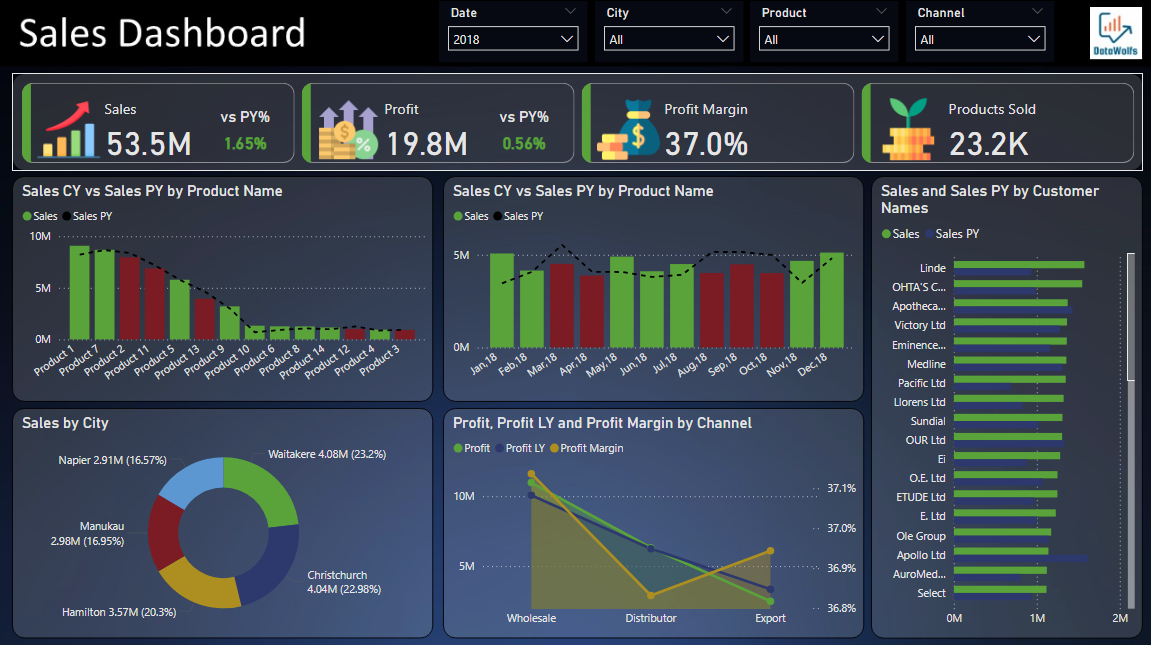 Sales Dashboard
Date
2018
City
All
Product
All
Channel
All
DataWolfs
Sales
53.5M
vs PY%
1.65%
Profit
19.8M
vs PY%
0.56%
Profit Margin
37.0%
Products Sold
23.2K
Sales CY vs Sales PY by Product Name
Sales Sales PY
10M
5M
0M
Product 1
Product 7
Product 2
Product 11
Product 5
Product 13
Product 9
Product 10
Product 6
Product 8
Product 14
Product 12
Product 4
Product 3
Sales CY vs Sales PY by Product Name
Sales Sales PY
5M
0M
Jan,18
Feb,18
Mar,18
Apr,18
May,18
Jun,18
Jul,18
Aug,18
Sep,18
Oct,18
Nov,18
Dec,18
Sales and Sales PY by Customer
Names
Sales Sales PY
Linde
OHTA'S C...
Apotheca...
Victory Ltd
Eminence...
Medline
Pacific Ltd
Llorens Ltd
Sundial
OUR Ltd
Ei
O.E. Ltd
ETUDE Ltd
E. Ltd
Ole Group
Apollo Ltd
AuroMed...
Select
0M 1M 2M
Sales by City
Napier 2.91M (16.57%)
Waitakere 4.08M (23.2%)
Manukau
2.98M (16.95%)
Christchurch
4.04M (22.98%)
Hamilton 3.57M (20.3%)
Profit, Profit LY and Profit Margin by Channel
Profit Profit LY Profit Margin
10M
5M
37.1%
37.0%
36.9%
36.8%
Wholesale Distributor Export
$
%
$